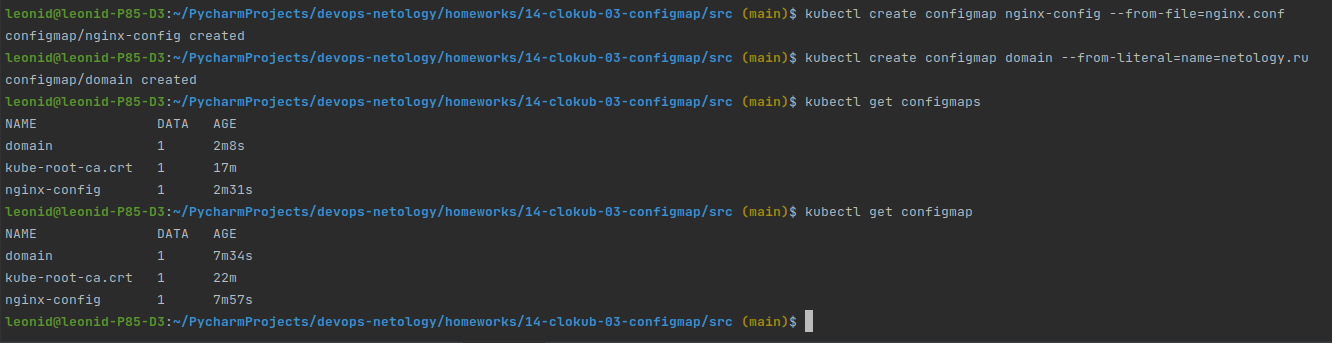 leonid@leonid-P85-D3:~/PycharmProjects/devops-netology/homeworks/14-clokub-03-configmap/src (main)$ kubectl create configmap nginx-config --from-file=nginx.conf
configmap/nginx-config created
leonid@leonid-P85-D3:~/PycharmProjects/devops-netology/homeworks/14-clokub-03-configmap/src (main)$ kubectl create configmap domain --from-literal=name=netology.ru
configmap/domain created
leonid@leonid-P85-D3:~/PycharmProjects/devops-netology/homeworks/14-clokub-03-configmap/src (main)$ kubectl get configmaps
NAME               DATA   AGE
domain             1      2m8s
kube-root-ca.crt   1      17m
nginx-config       1      2m31s
leonid@leonid-P85-D3:~/PycharmProjects/devops-netology/homeworks/14-clokub-03-configmap/src (main)$ kubectl get configmap
NAME               DATA   AGE
domain             1      7m34s
kube-root-ca.crt   1      22m
nginx-config       1      7m57s
leonid@leonid-P85-D3:~/PycharmProjects/devops-netology/homeworks/14-clokub-03-configmap/src (main)$